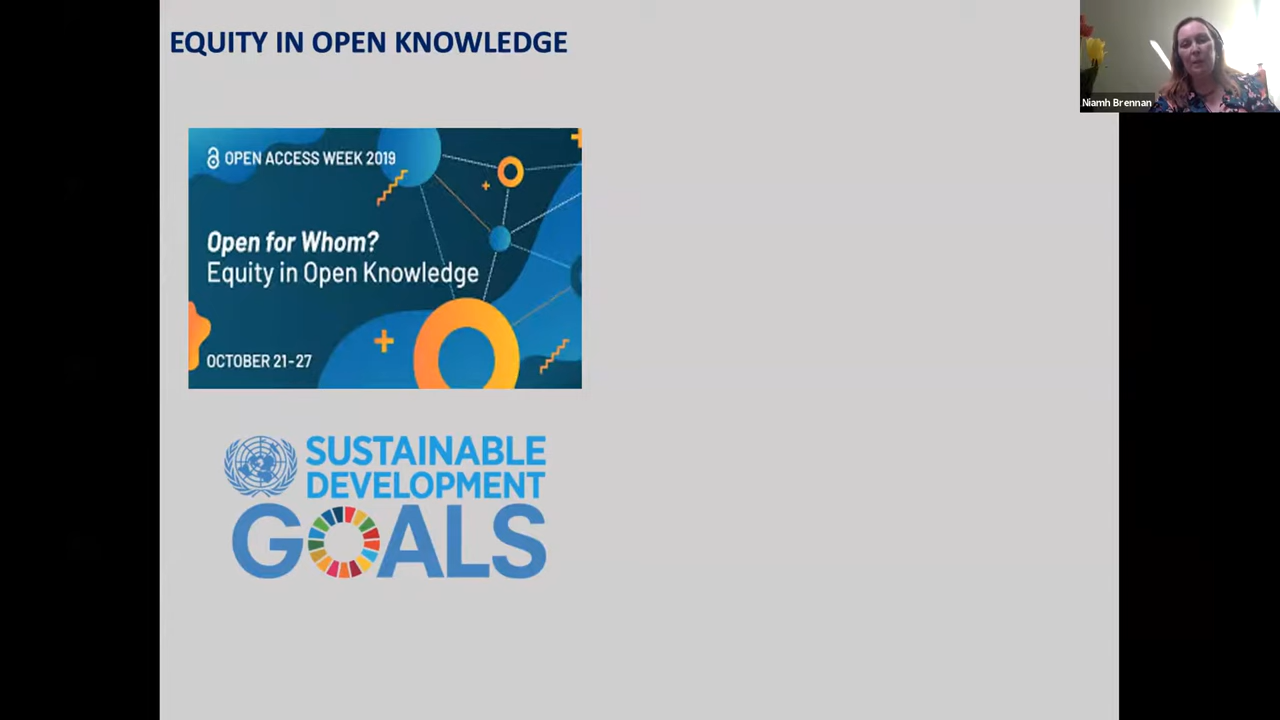 EQUITY IN OPEN KNOWLEDGE
Niamh Brennan
OPEN ACCESS WEEK 2019
Open for Whom?
Equity in Open Knowledge
OCTOBER 21-27
SUSTAINABLE
DEVELOPMENT
GOALS